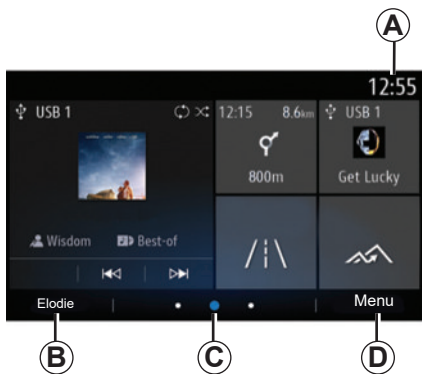 A
12:55
USB 1
12:15 8.6km
USB 1
800m
Get Lucky
Wisdom Best-of
Elodie
Menu
B
C
D